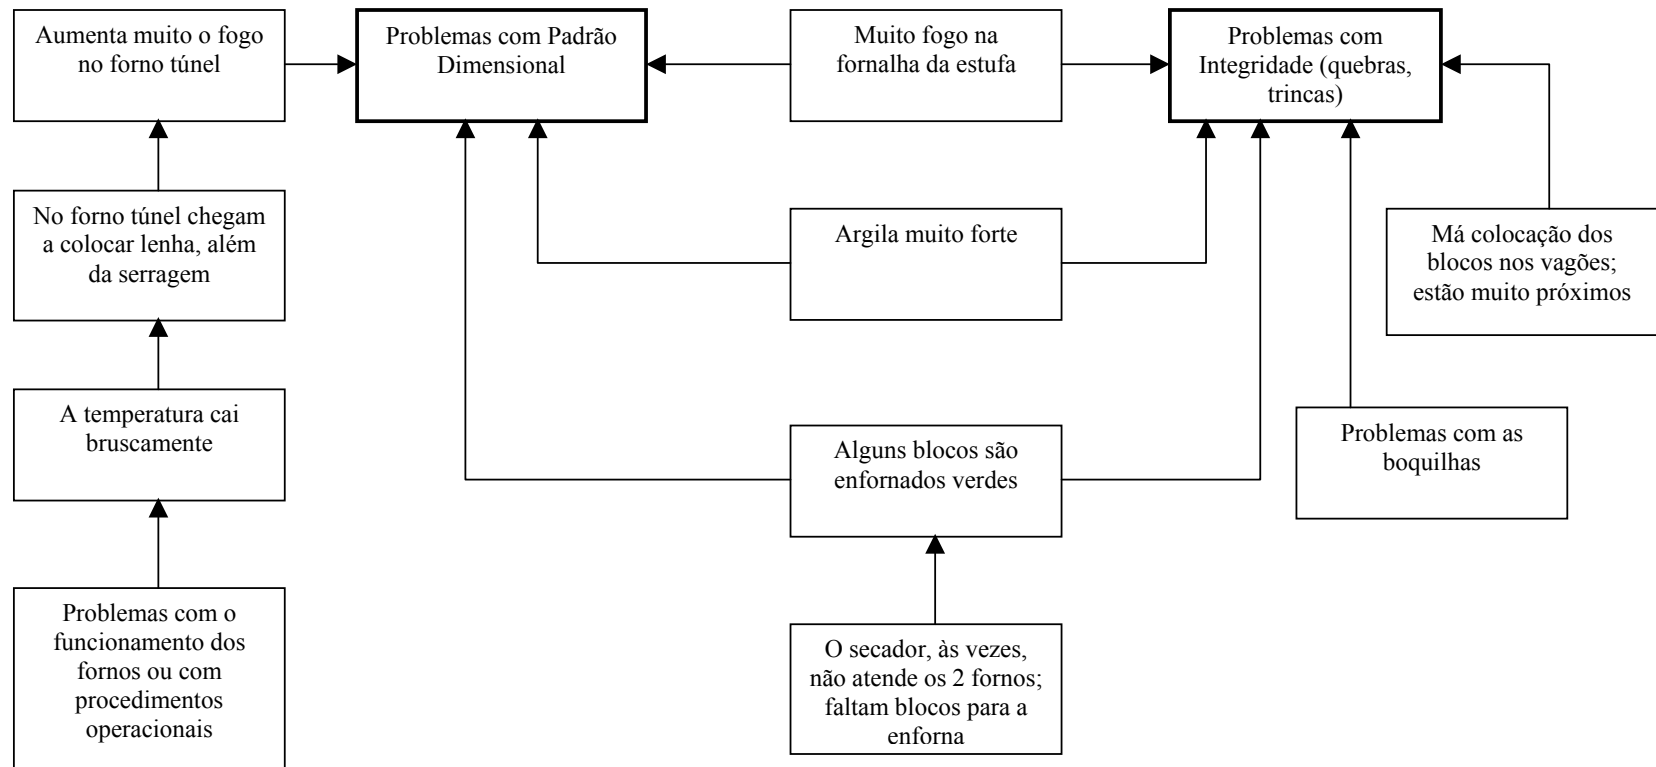 Aumenta muito o fogo
no forno túnel
Problemas com Padrão
Dimensional
Muito fogo na
fornalha da estufa
Problemas com
Integridade (quebras,
trincas)
No forno túnel chegam
a colocar lenha, além
da serragem
Argila muito forte
Má colocação dos
blocos nos vagões;
estão muito próximos
A temperatura cai
bruscamente
Alguns blocos são
enfornados verdes
Problemas com as
boquilhas
Problemas com o
funcionamento dos
fornos ou com
procedimentos
operacionais
O secador, às vezes,
não atende os 2 fornos;
faltam blocos para a
enforna